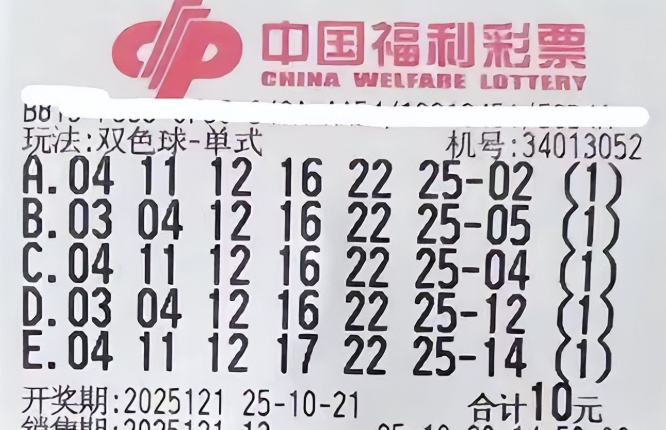 中国福利彩票
CHINA WELFARE LOTTERY
玩法:双色球-单式 机号:34013052
A.04 11 12 16 22 25-02 (1)
B.03 04 12 16 22 25-05 (1)
C.04 11 12 16 22 25-04 (1)
D.03 04 12 16 22 25-12 (1)
E.04 11 12 17 22 25-14 (1)
开奖期:2025121 25-10-21 合计10元
销售期:2025121